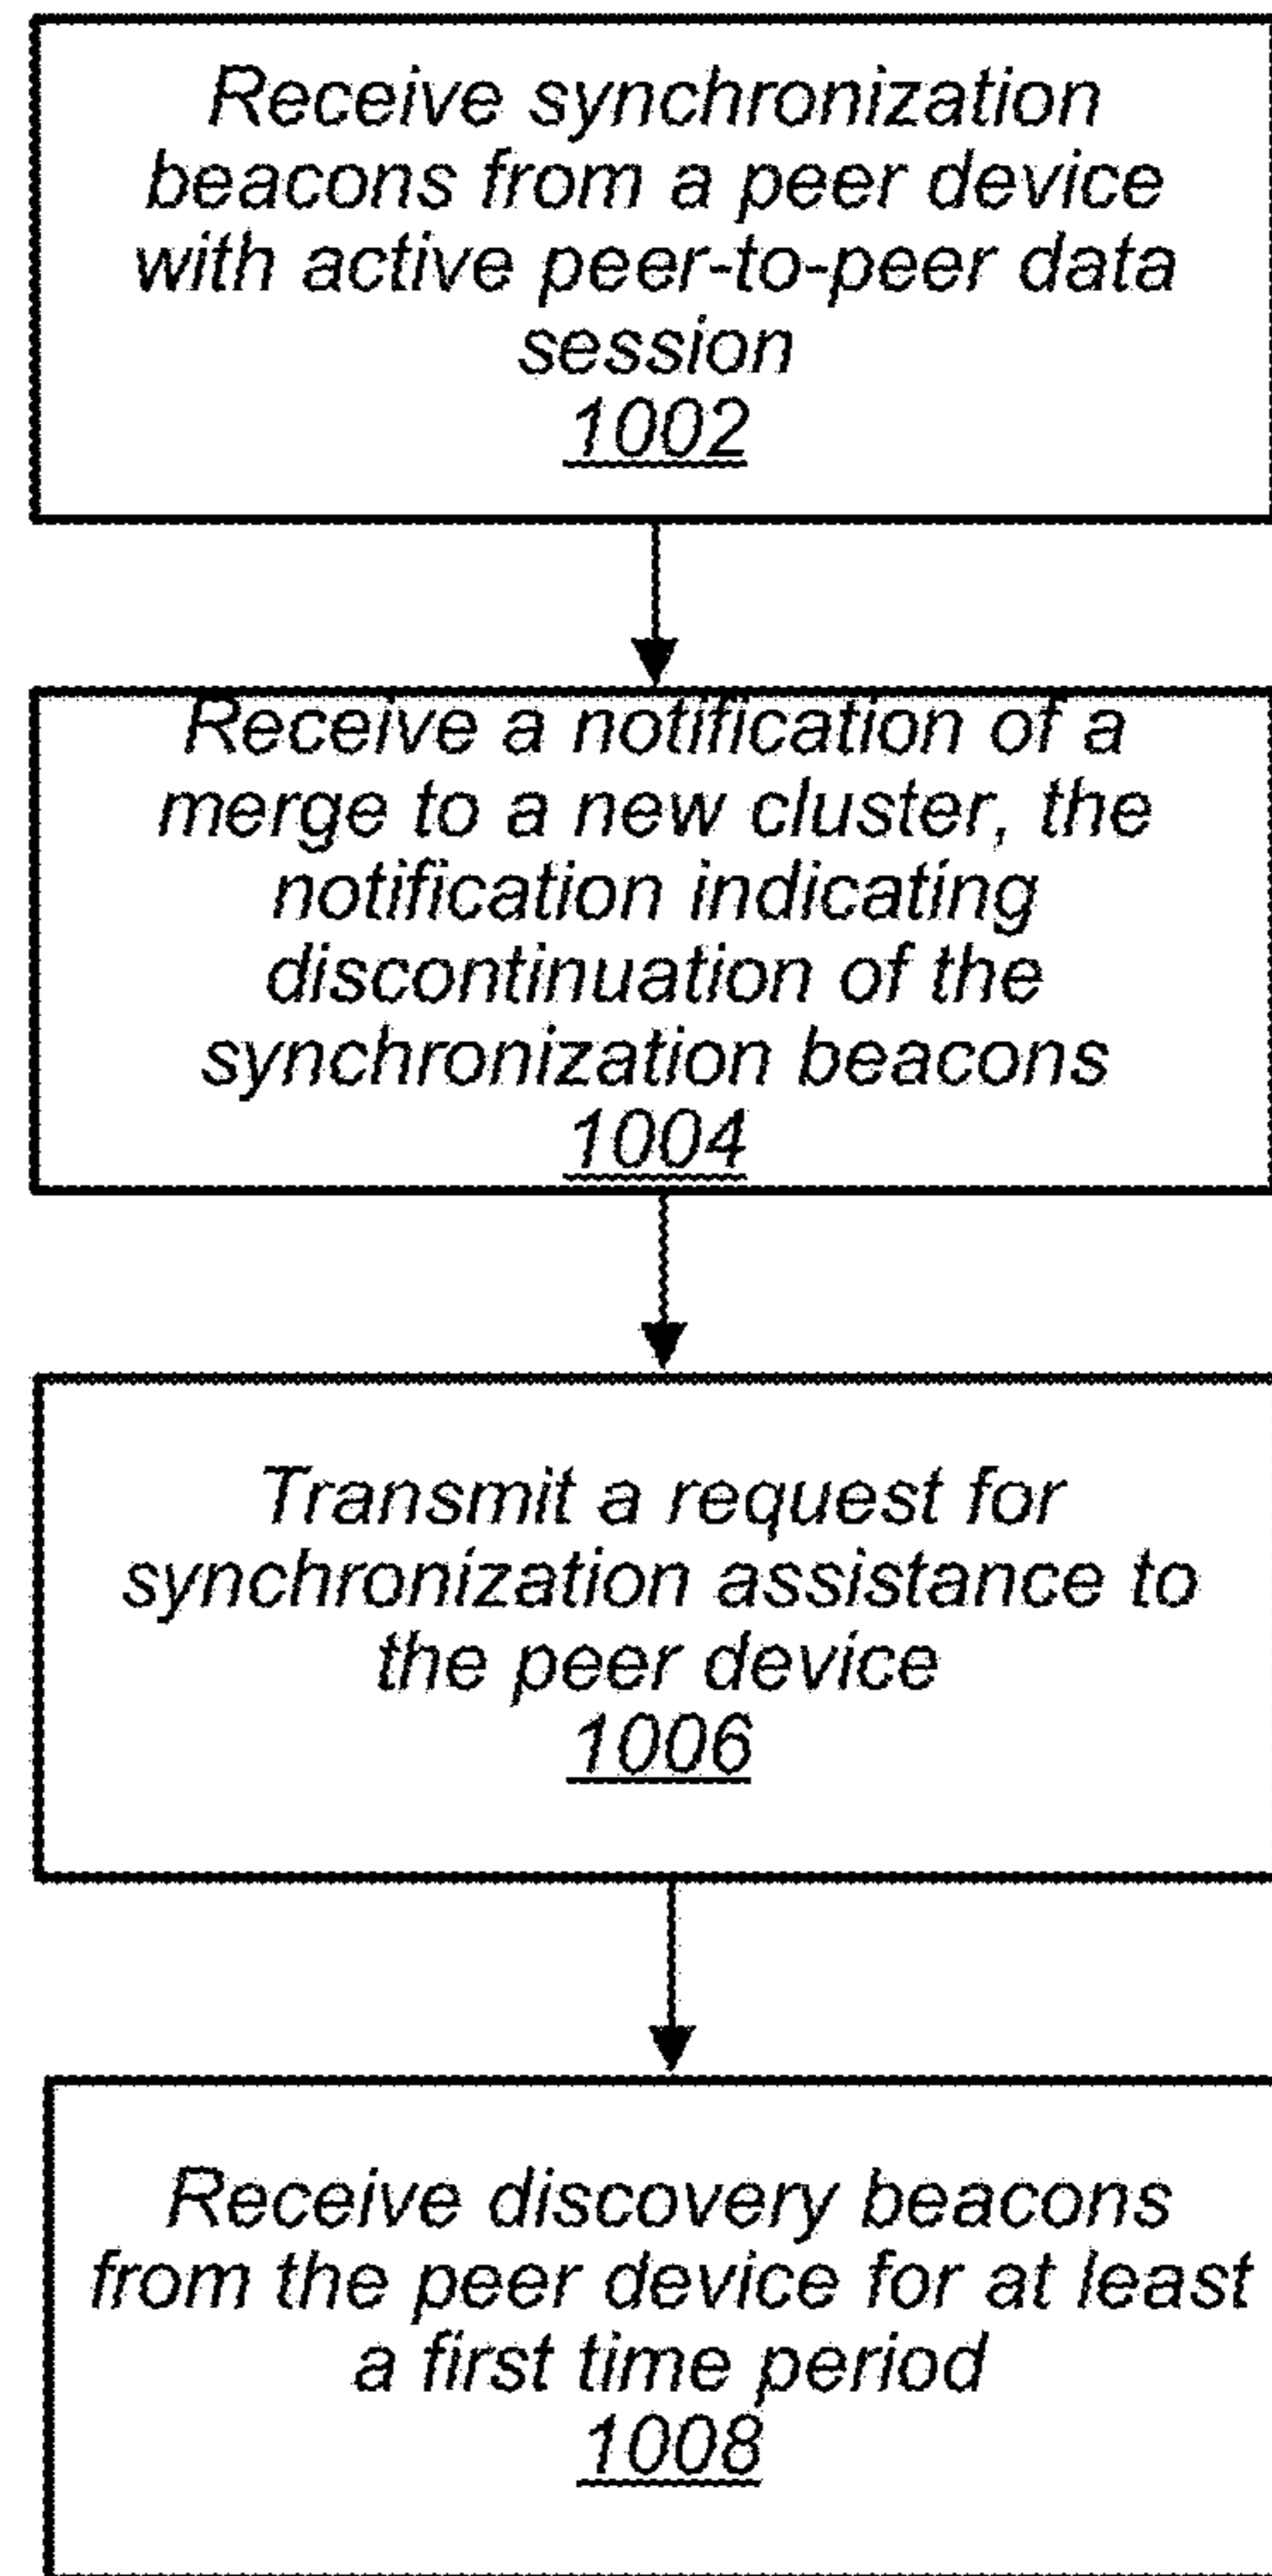 Receive synchronization
beacons from a peer device
with active peer-to-peer data
session
1002
Receive a notification of a
merge to a new cluster, the
notification indicating
discontinuation of the
synchronization beacons
1004
Transmit a request for
synchronization assistance to
the peer device
1006
Receive discovery beacons
from the peer device for at least
a first time period
1008